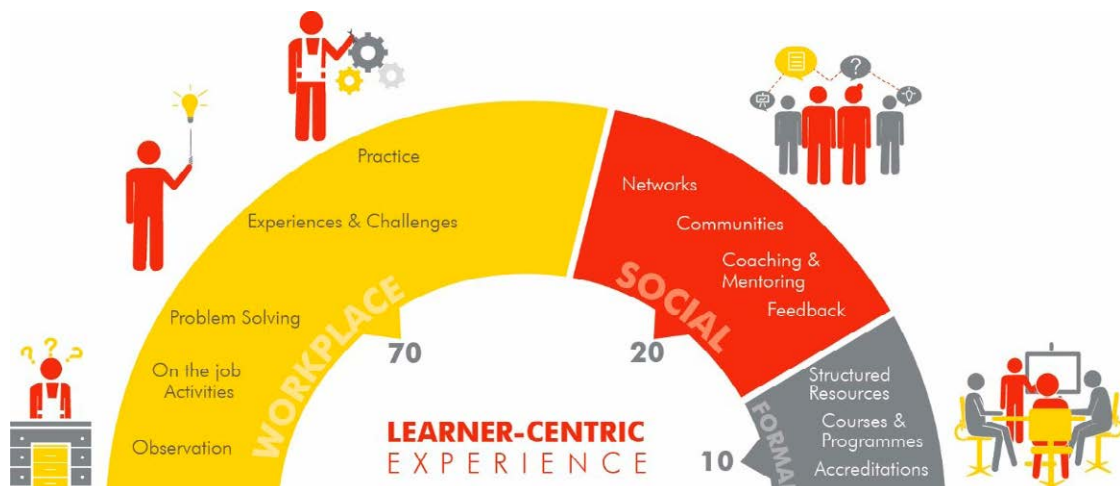 Practice
Experiences & Challenges
Problem Solving
On the job
Activities
Observation
WORKPLACE
70
Networks
Communities
Coaching &
Mentoring
Feedback
SOCIAL
20
Structured
Resources
Courses &
Programmes
Accreditations
FORMA
10
LEARNER-CENTRIC
EXPERIENCE
? ? ?
?